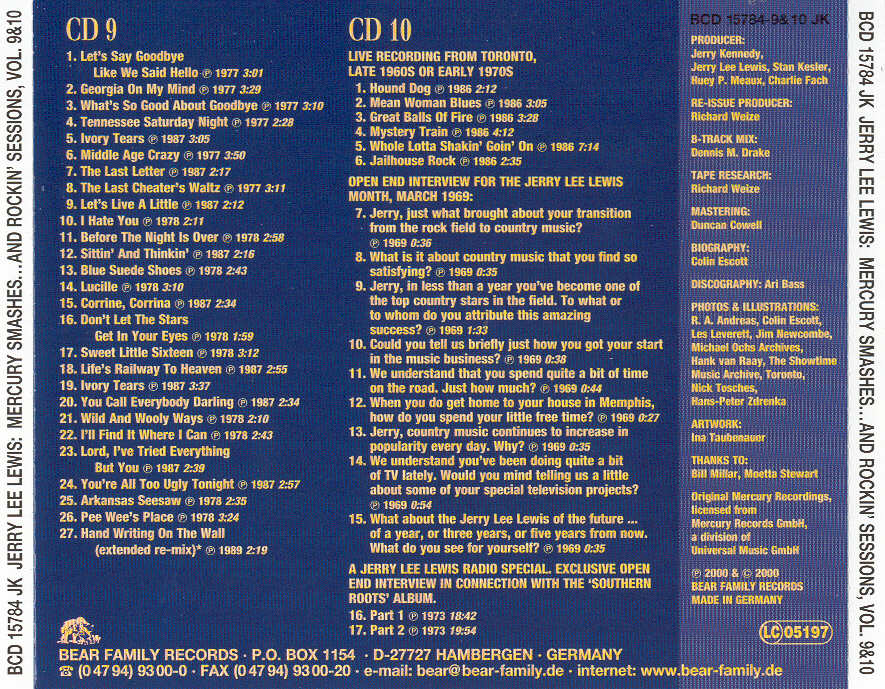 BCD 15784 JK JERRY LEE LEWIS: MERCURY SMASHES...AND ROCKIN' SESSIONS, VOL. 9&10
CD 9
1. Let's Say Goodbye
Like We Said Hello ℗ 1977 3:01
2. Georgia On My Mind ℗ 1977 3:29
3. What's So Good About Goodbye ℗ 1977 3:10
4. Tennessee Saturday Night ℗ 1977 2:28
5. Ivory Tears ℗ 1987 3:05
6. Middle Age Crazy ℗ 1977 3:50
7. The Last Letter ℗ 1987 2:17
8. The Last Cheater's Waltz ℗ 1977 3:11
9. Let's Live A Little ℗ 1987 2:12
10. I Hate You ℗ 1978 2:11
11. Before The Night Is Over ℗ 1978 2:58
12. Sittin' And Thinkin' ℗ 1987 2:16
13. Blue Suede Shoes ℗ 1978 2:43
14. Lucille ℗ 1978 3:10
15. Corrine, Corrina ℗ 1987 2:34
16. Don't Let The Stars
Get In Your Eyes ℗ 1978 1:59
17. Sweet Little Sixteen ℗ 1978 3:12
18. Life's Railway To Heaven ℗ 1987 2:55
19. Ivory Tears ℗ 1987 3:37
20. You Call Everybody Darling ℗ 1987 2:34
21. Wild And Wooly Ways ℗ 1978 2:10
22. I'll Find It Where I Can ℗ 1978 2:43
23. Lord, I've Tried Everything
But You ℗ 1987 2:39
24. You're All Too Ugly Tonight ℗ 1987 2:57
25. Arkansas Seesaw ℗ 1978 2:35
26. Pee Wee's Place ℗ 1978 3:24
27. Hand Writing On The Wall
(extended re-mix)* ℗ 1989 2:19
CD 10
LIVE RECORDING FROM TORONTO,
LATE 1960S OR EARLY 1970S
1. Hound Dog ℗ 1986 2:12
2. Mean Woman Blues ℗ 1986 3:05
3. Great Balls Of Fire ℗ 1986 3:28
4. Mystery Train ℗ 1986 4:12
5. Whole Lotta Shakin' Goin' On ℗ 1986 7:14
6. Jailhouse Rock ℗ 1986 2:35
OPEN END INTERVIEW FOR THE JERRY LEE LEWIS
MONTH, MARCH 1969:
7. Jerry, just what brought about your transition
from the rock field to country music?
℗ 1969 0:36
8. What is it about country music that you find so
satisfying? ℗ 1969 0:35
9. Jerry, in less than a year you've become one of
the top country stars in the field. To what or
to whom do you attribute this amazing
success? ℗ 1969 1:33
10. Could you tell us briefly just how you got your start
in the music business? ℗ 1969 0:38
11. We understand that you spend quite a bit of time
on the road. Just how much? ℗ 1969 0:44
12. When you do get home to your house in Memphis,
how do you spend your little free time? ℗ 1969 0:27
13. Jerry, country music continues to increase in
popularity every day. Why? ℗ 1969 0:35
14. We understand you've been doing quite a bit
of TV lately. Would you mind telling us a little
about some of your special television projects?
℗ 1969 0:54
15. What about the Jerry Lee Lewis of the future ...
of a year, or three years, or five years from now.
What do you see for yourself? ℗ 1969 0:35
A JERRY LEE LEWIS RADIO SPECIAL. EXCLUSIVE OPEN
END INTERVIEW IN CONNECTION WITH THE 'SOUTHERN
ROOTS' ALBUM.
16. Part 1 ℗ 1973 18:42
17. Part 2 ℗ 1973 19:54
BCD 15784-9&10 JK
PRODUCER:
Jerry Kennedy,
Jerry Lee Lewis, Stan Kesler,
Huey P. Meaux, Charlie Fach
RE-ISSUE PRODUCER:
Richard Weize
8-TRACK MIX:
Dennis M. Drake
TAPE RESEARCH:
Richard Weize
MASTERING:
Duncan Cowell
BIOGRAPHY:
Colin Escott
DISCOGRAPHY: Ari Bass
PHOTOS & ILLUSTRATIONS:
R. A. Andreas, Colin Escott,
Les Leverett, Jim Newcombe,
Michael Ochs Archives,
Hank van Raay, The Showtime
Music Archive, Toronto,
Nick Tosches,
Hans-Peter Zdrenka
ARTWORK:
Ina Taubenauer
THANKS TO:
Bill Millar, Moetta Stewart
Original Mercury Recordings,
licensed from
Mercury Records GmbH,
a division of
Universal Music GmbH
℗ 2000 & © 2000
BEAR FAMILY RECORDS
MADE IN GERMANY
LC 05197
BEAR FAMILY RECORDS · P.O. BOX 1154 · D-27727 HAMBERGEN · GERMANY
☎ (0 47 94) 93 00-0 · FAX (0 47 94) 93 00-20 · e-mail: bear@bear-family.de · internet: www.bear-family.de
BCD 15784 JK JERRY LEE LEWIS: MERCURY SMASHES...AND ROCKIN' SESSIONS, VOL. 9&10